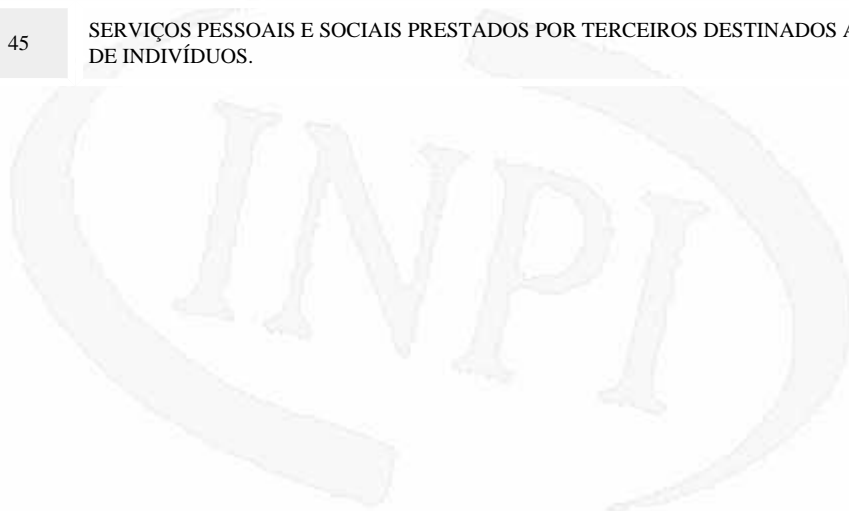 45 SERVIÇOS PESSOAIS E SOCIAIS PRESTADOS POR TERCEIROS DESTINADOS A
DE INDIVÍDUOS.
INPI